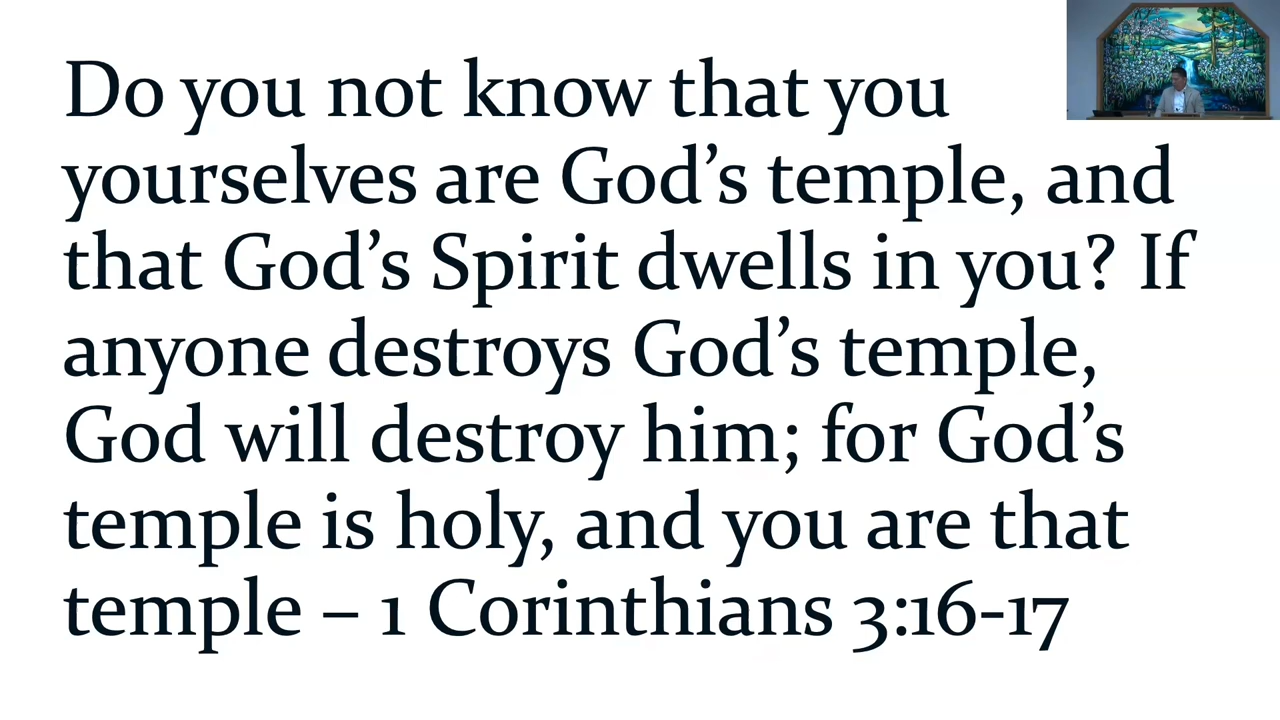 Do you not know that you
yourselves are God’s temple, and
that God’s Spirit dwells in you? If
anyone destroys God’s temple,
God will destroy him; for God’s
temple is holy, and you are that
temple – 1 Corinthians 3:16-17